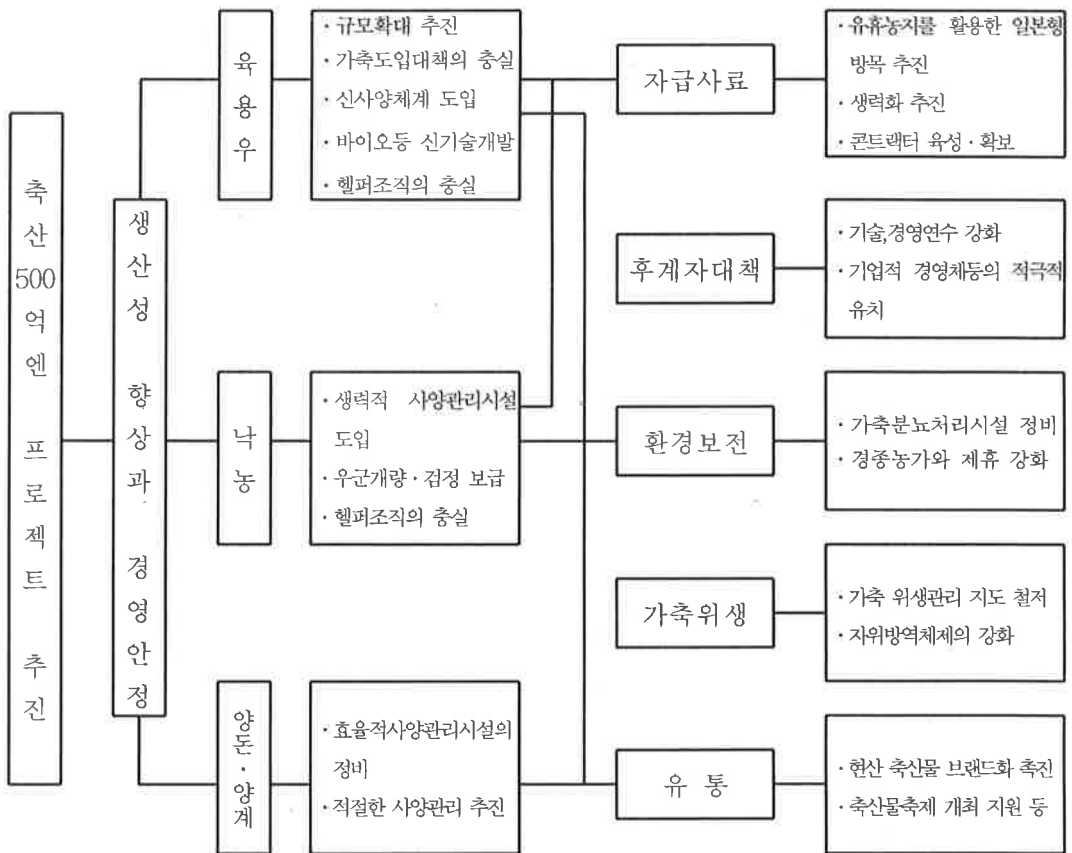 축산 500억엔 프로젝트 추진
생산성 향상과 경영안정
육용우
· 규모확대 추진
· 가축도입대책의 충실
· 신사양체계 도입
· 바이오등 신기술개발
· 헬퍼조직의 충실
낙농
· 생력적 사양관리시설
도입
· 우군개량 · 검정 보급
· 헬퍼조직의 충실
양돈 · 양계
· 효율적사양관리시설의
정비
· 적절한 사양관리 추진
자급사료
· 유휴농지를 활용한 일본형
방목 추진
· 생력화 추진
· 콘트랙터 육성 · 확보
후계자대책
· 기술,경영연수 강화
· 기업적 경영체등의 적극적
유치
환경보전
· 가축분뇨처리시설 정비
· 경종농가와 제휴 강화
가축위생
· 가축 위생관리 지도 철저
· 자위방역체제의 강화
유통
· 현산 축산물 브랜드화 촉진
· 축산물축제 개최 지원 등